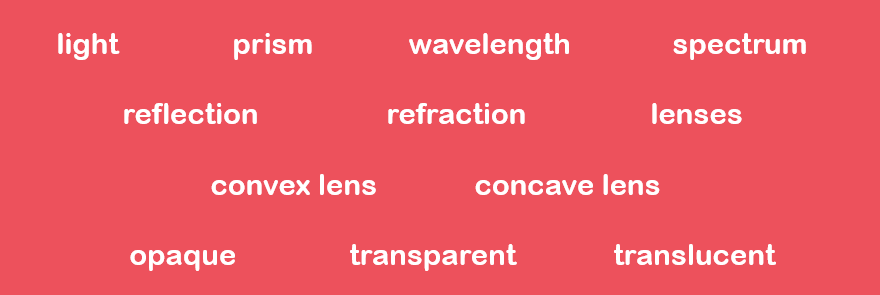 light prism wavelength spectrum
reflection refraction lenses
convex lens concave lens
opaque transparent translucent